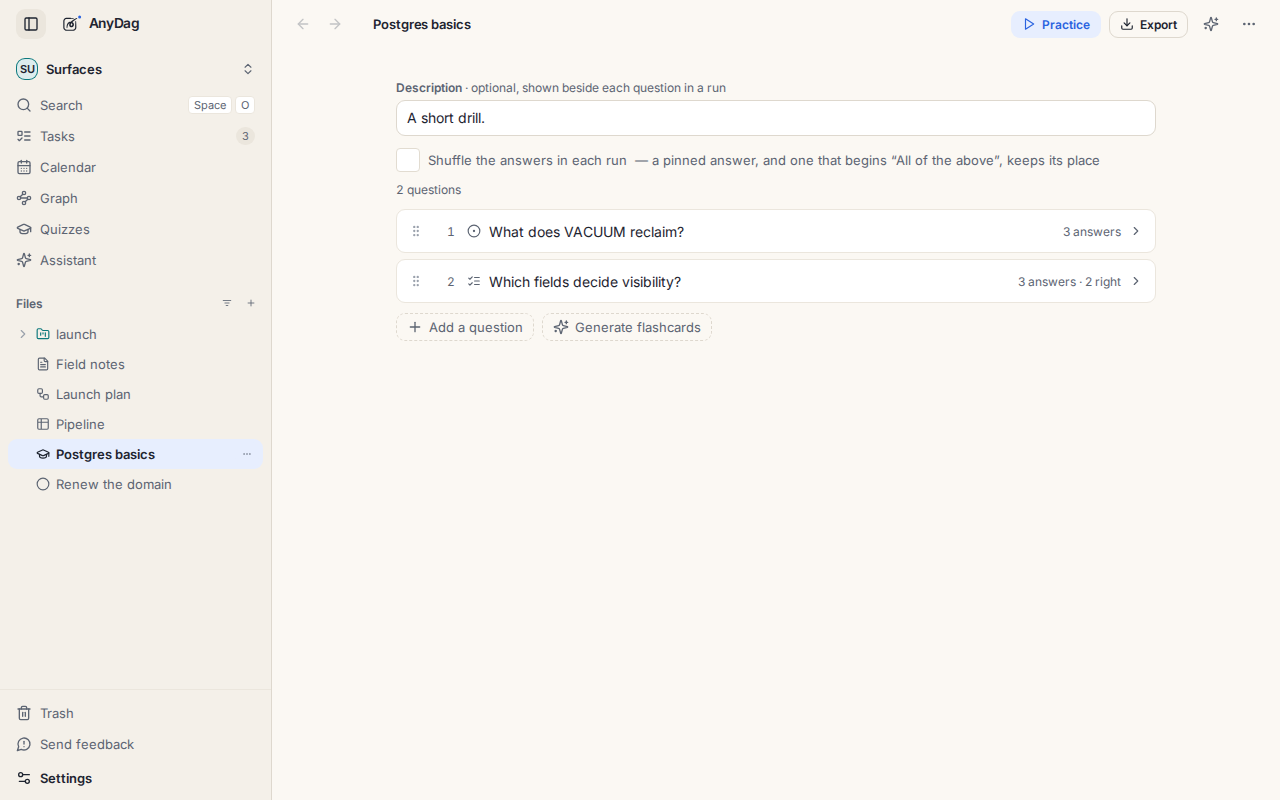 AnyDag
SU Surfaces
Search Space O
Tasks 3
Calendar
Graph
Quizzes
Assistant
Files
launch
Field notes
Launch plan
Pipeline
Postgres basics
Renew the domain
Trash
Send feedback
Settings
Postgres basics
Practice
Export
Description · optional, shown beside each question in a run
A short drill.
Shuffle the answers in each run — a pinned answer, and one that begins “All of the above”, keeps its place
2 questions
1 What does VACUUM reclaim? 3 answers
2 Which fields decide visibility? 3 answers · 2 right
Add a question
Generate flashcards